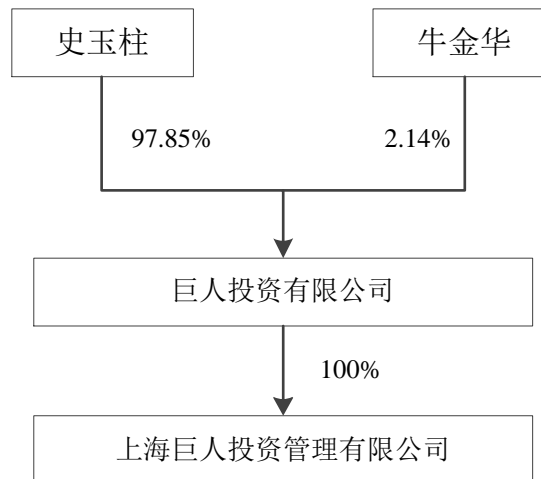 史玉柱
牛金华
97.85%
2.14%
巨人投资有限公司
100%
上海巨人投资管理有限公司